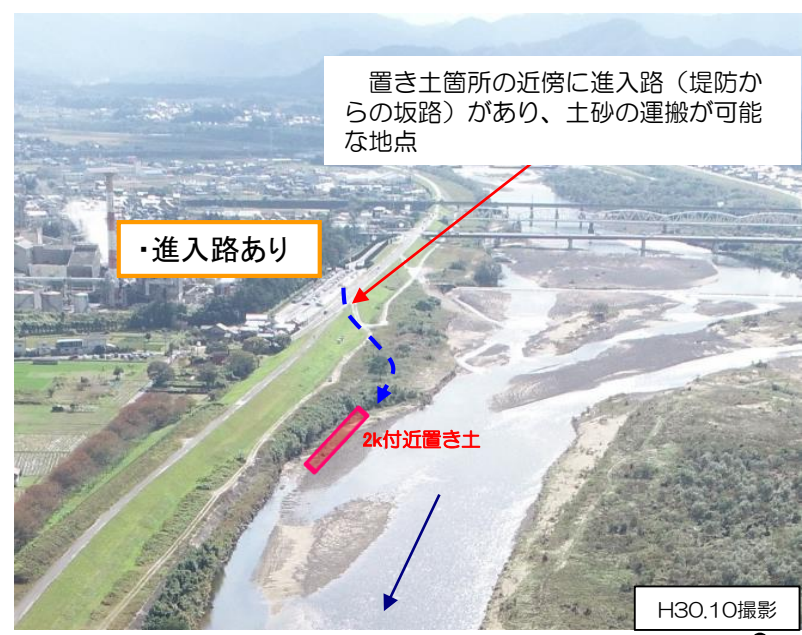 置き土箇所の近傍に進入路（堤防か
らの坂路）があり、土砂の運搬が可能
な地点
・進入路あり
2k付近置き土
H30.10撮影